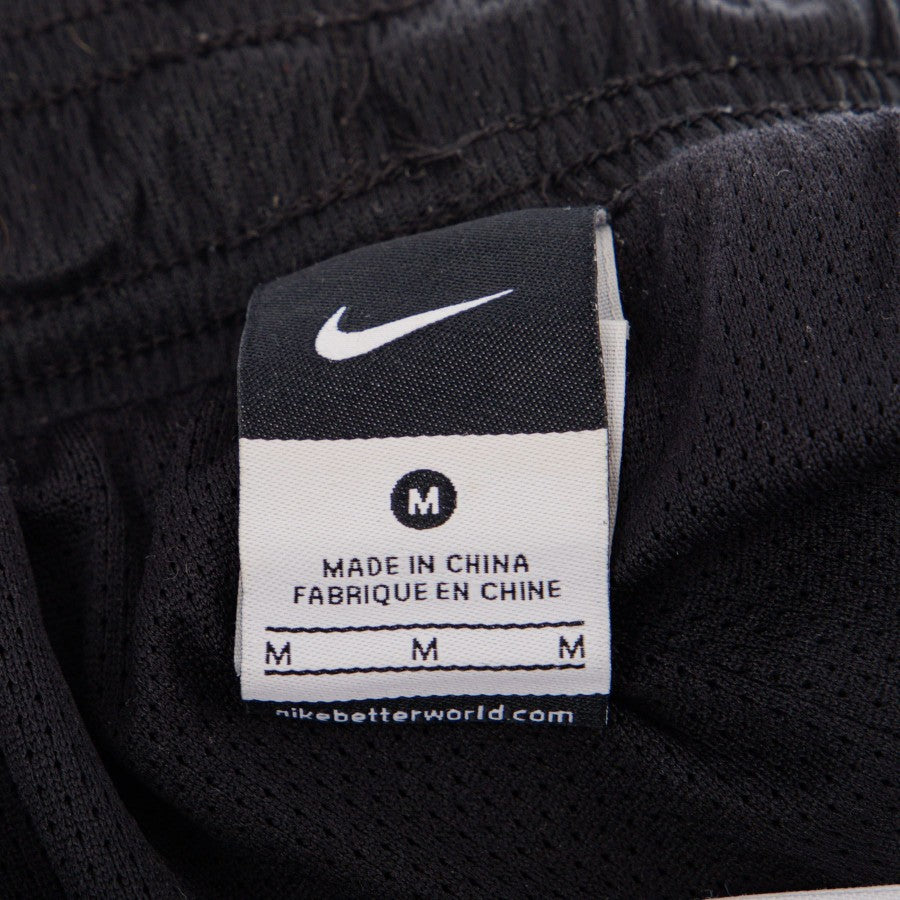 M
MADE IN CHINA
FABRIQUE EN CHINE
M M M
nikebetterworld.com